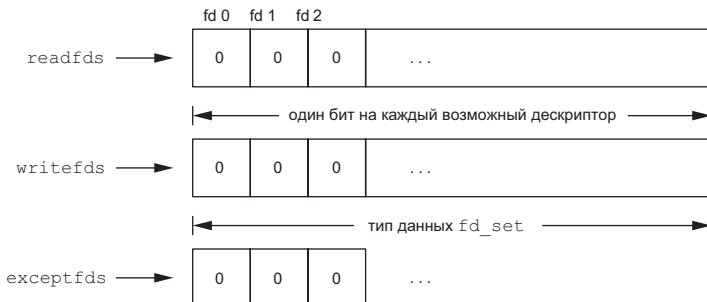 fd 0 fd 1 fd 2
readfds 0 0 0 ...
один бит на каждый возможный дескриптор
writefds 0 0 0 ...
тип данных fd_set
exceptfds 0 0 0 ...